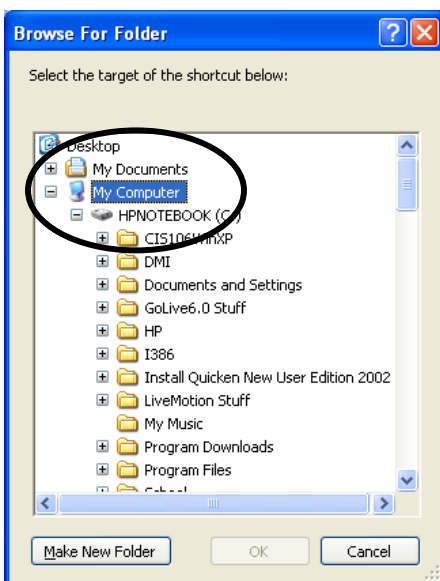 Browse For Folder
Select the target of the shortcut below:
Desktop
My Documents
My Computer
HPNOTEBOOK (C:)
CIS106WinXP
DMI
Documents and Settings
GoLive6.0 Stuff
HP
I386
Install Quicken New User Edition 2002
LiveMotion Stuff
My Music
Program Downloads
Program Files
School
Make New Folder
OK
Cancel